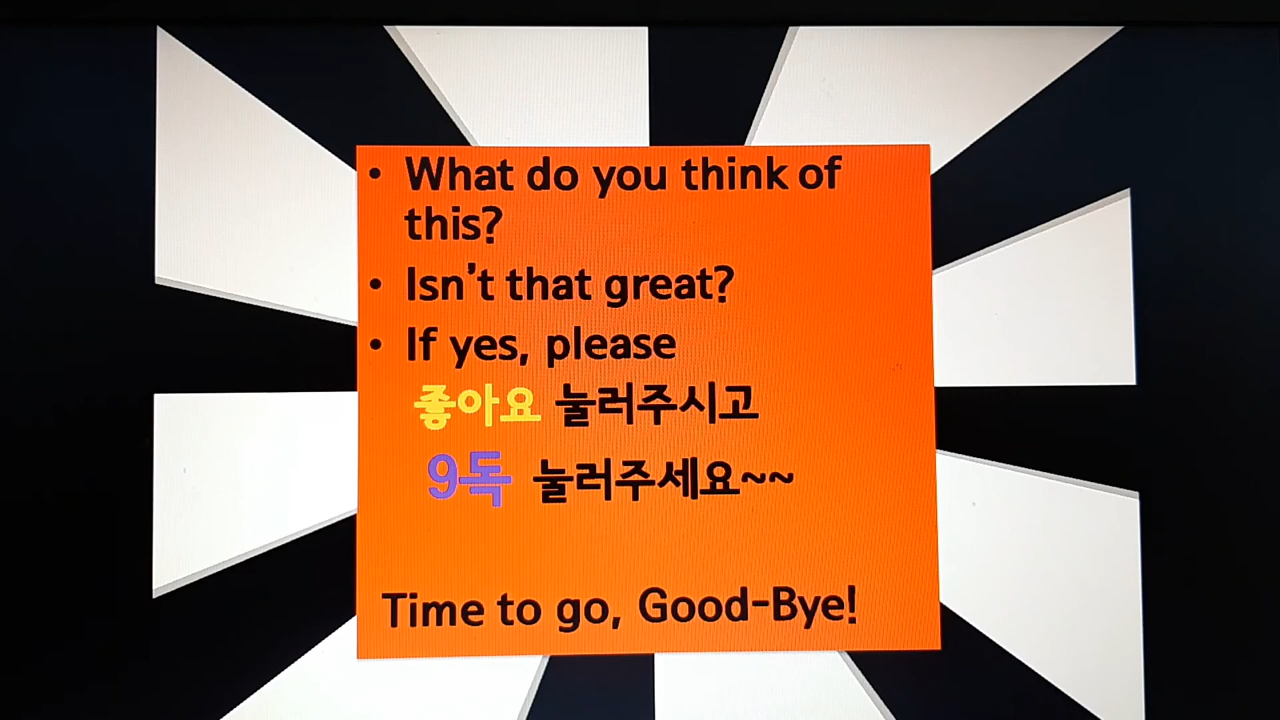 • What do you think of
this?
• Isn't that great?
• If yes, please
좋아요 눌러주시고
9독 눌러주세요~~
Time to go, Good-Bye!